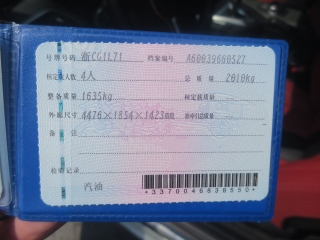 号牌号码 浙CG1L71 档案编号 A60039660527
核定载人数 4人 总质量 2010kg
整备质量 1635kg 核定载质量
外廓尺寸 4476×1854×1423mm 准牵引总质量
备注
检验记录
汽油
*3370046838550*